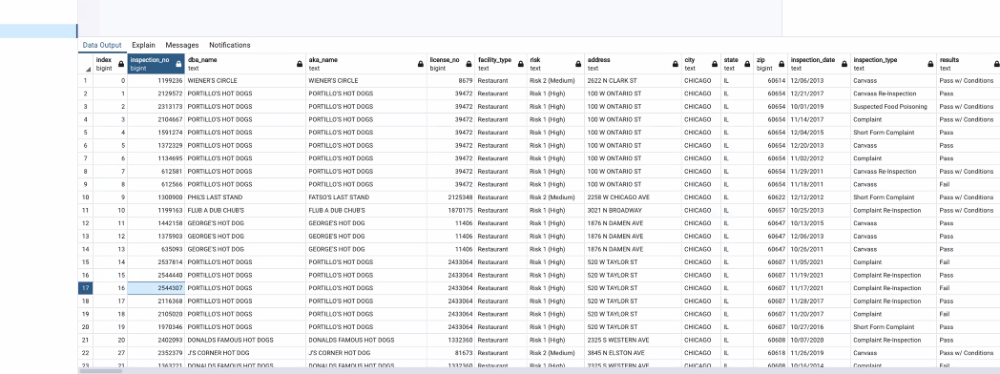 Data Output Explain Messages Notifications
index inspection_no dba_name aka_name license_no facility_type risk address city state zip inspection_date inspection_type results
bigint bigint text text bigint text text text text text bigint text text text
1 0 1199236 WIENER'S CIRCLE WIENER'S CIRCLE 8679 Restaurant Risk 2 (Medium) 2622 N CLARK ST CHICAGO IL 60614 12/06/2013 Canvass Pass w/ Conditions
2 1 2129572 PORTILLO'S HOT DOGS PORTILLO'S HOT DOGS 39472 Restaurant Risk 1 (High) 100 W ONTARIO ST CHICAGO IL 60654 12/21/2017 Canvass Re-Inspection Pass
3 2 2313173 PORTILLO'S HOT DOGS PORTILLO'S HOT DOGS 39472 Restaurant Risk 1 (High) 100 W ONTARIO ST CHICAGO IL 60654 10/01/2019 Suspected Food Poisoning Pass w/ Conditions
4 3 2104667 PORTILLO'S HOT DOGS PORTILLO'S HOT DOGS 39472 Restaurant Risk 1 (High) 100 W ONTARIO ST CHICAGO IL 60654 11/14/2017 Complaint Pass w/ Conditions
5 4 1591274 PORTILLO'S HOT DOGS PORTILLO'S HOT DOGS 39472 Restaurant Risk 1 (High) 100 W ONTARIO ST CHICAGO IL 60654 12/04/2015 Short Form Complaint Pass
6 5 1372329 PORTILLO'S HOT DOGS PORTILLO'S HOT DOGS 39472 Restaurant Risk 1 (High) 100 W ONTARIO ST CHICAGO IL 60654 12/20/2013 Canvass Pass
7 6 1134695 PORTILLO'S HOT DOGS PORTILLO'S HOT DOGS 39472 Restaurant Risk 1 (High) 100 W ONTARIO ST CHICAGO IL 60654 11/02/2012 Complaint Pass
8 7 612581 PORTILLO'S HOT DOGS PORTILLO'S HOT DOGS 39472 Restaurant Risk 1 (High) 100 W ONTARIO ST CHICAGO IL 60654 11/29/2011 Canvass Re-Inspection Pass w/ Conditions
9 8 612566 PORTILLO'S HOT DOGS PORTILLO'S HOT DOGS 39472 Restaurant Risk 1 (High) 100 W ONTARIO ST CHICAGO IL 60654 11/18/2011 Canvass Fail
10 9 1300900 PHIL'S LAST STAND FATSO'S LAST STAND 2125348 Restaurant Risk 2 (Medium) 2258 W CHICAGO AVE CHICAGO IL 60622 12/12/2012 Short Form Complaint Pass w/ Conditions
11 10 1199163 FLUB A DUB CHUB'S FLUB A DUB CHUB'S 1870175 Restaurant Risk 1 (High) 3021 N BROADWAY CHICAGO IL 60657 10/25/2013 Complaint Re-Inspection Pass w/ Conditions
12 11 1442158 GEORGE'S HOT DOG GEORGE'S HOT DOG 11406 Restaurant Risk 1 (High) 1876 N DAMEN AVE CHICAGO IL 60647 10/13/2015 Canvass Pass
13 12 1375903 GEORGE'S HOT DOG GEORGE'S HOT DOG 11406 Restaurant Risk 1 (High) 1876 N DAMEN AVE CHICAGO IL 60647 12/06/2013 Canvass Pass
14 13 635093 GEORGE'S HOT DOG GEORGE'S HOT DOG 11406 Restaurant Risk 1 (High) 1876 N DAMEN AVE CHICAGO IL 60647 10/26/2011 Canvass Pass
15 14 2537814 PORTILLO'S HOT DOGS PORTILLO'S HOT DOGS 2433064 Restaurant Risk 1 (High) 520 W TAYLOR ST CHICAGO IL 60607 11/05/2021 Complaint Fail
16 15 2544440 PORTILLO'S HOT DOGS PORTILLO'S HOT DOGS 2433064 Restaurant Risk 1 (High) 520 W TAYLOR ST CHICAGO IL 60607 11/19/2021 Complaint Re-Inspection Pass
17 16 2544307 PORTILLO'S HOT DOGS PORTILLO'S HOT DOGS 2433064 Restaurant Risk 1 (High) 520 W TAYLOR ST CHICAGO IL 60607 11/17/2021 Complaint Re-Inspection Fail
18 17 2116368 PORTILLO'S HOT DOGS PORTILLO'S HOT DOGS 2433064 Restaurant Risk 1 (High) 520 W TAYLOR ST CHICAGO IL 60607 11/28/2017 Complaint Re-Inspection Pass
19 18 2105020 PORTILLO'S HOT DOGS PORTILLO'S HOT DOGS 2433064 Restaurant Risk 1 (High) 520 W TAYLOR ST CHICAGO IL 60607 11/20/2017 Complaint Fail
20 19 1970346 PORTILLO'S HOT DOGS PORTILLO'S HOT DOGS 2433064 Restaurant Risk 1 (High) 520 W TAYLOR ST CHICAGO IL 60607 10/27/2016 Short Form Complaint Pass
21 20 2402093 DONALDS FAMOUS HOT DOGS DONALDS FAMOUS HOT DOGS 1332360 Restaurant Risk 1 (High) 2325 S WESTERN AVE CHICAGO IL 60608 10/07/2020 Complaint Re-Inspection Pass
22 27 2352379 J'S CORNER HOT DOG J'S CORNER HOT DOG 81673 Restaurant Risk 2 (Medium) 3845 N ELSTON AVE CHICAGO IL 60618 11/26/2019 Canvass Pass w/ Conditions
23 21 1363221 DONALDS FAMOUS HOT DOGS DONALDS FAMOUS HOT DOGS 1332360 Restaurant Risk 1 (High) 2325 S WESTERN AVE CHICAGO IL 60608 10/16/2014 Complaint Pass